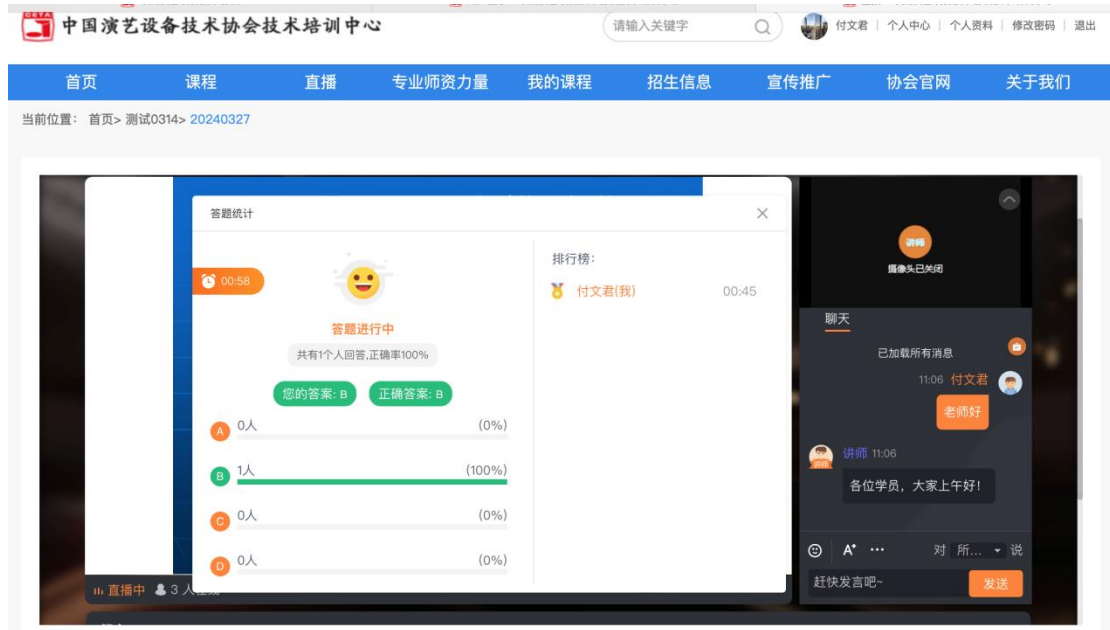 CETA
中国演艺设备技术协会技术培训中心
请输入关键字
付文君 | 个人中心 | 个人资料 | 修改密码 | 退出
首页 课程 直播 专业师资力量 我的课程 招生信息 宣传推广 协会官网 关于我们
当前位置： 首页> 测试0314> 20240327
答题统计
00:58
答题进行中
共有1个人回答,正确率100%
您的答案: B 正确答案: B
A 0人 (0%)
B 1人 (100%)
C 0人 (0%)
D 0人 (0%)
排行榜:
付文君(我) 00:45
直播中 3 人在线
讲师
摄像头已关闭
聊天
已加载所有消息
11:06 付文君
老师好
讲师 11:06
讲师
各位学员，大家上午好！
A+ ··· 对 所... 说
赶快发言吧~
发送